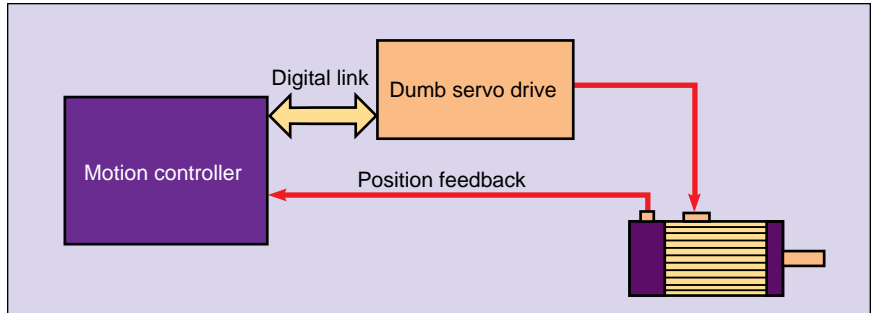 Digital link
Dumb servo drive
Motion controller
Position feedback